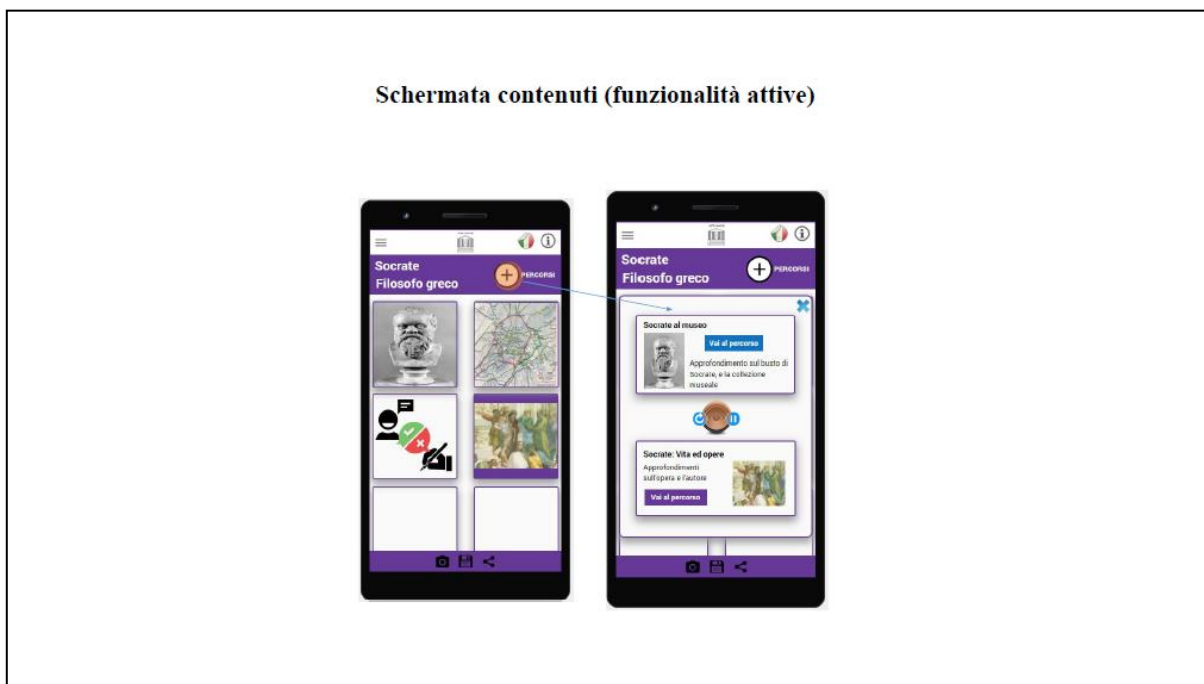 Schermata contenuti (funzionalità attive)
Socrate
Filosofo greco
PERCORSI
Socrate
Filosofo greco
PERCORSI
Socrate al museo
Vai al percorso
Approfondimento sul busto di
Socrate, e la collezione
museale
Socrate: Vita ed opere
Approfondimenti
sull'opera e l'autore
Vai al percorso